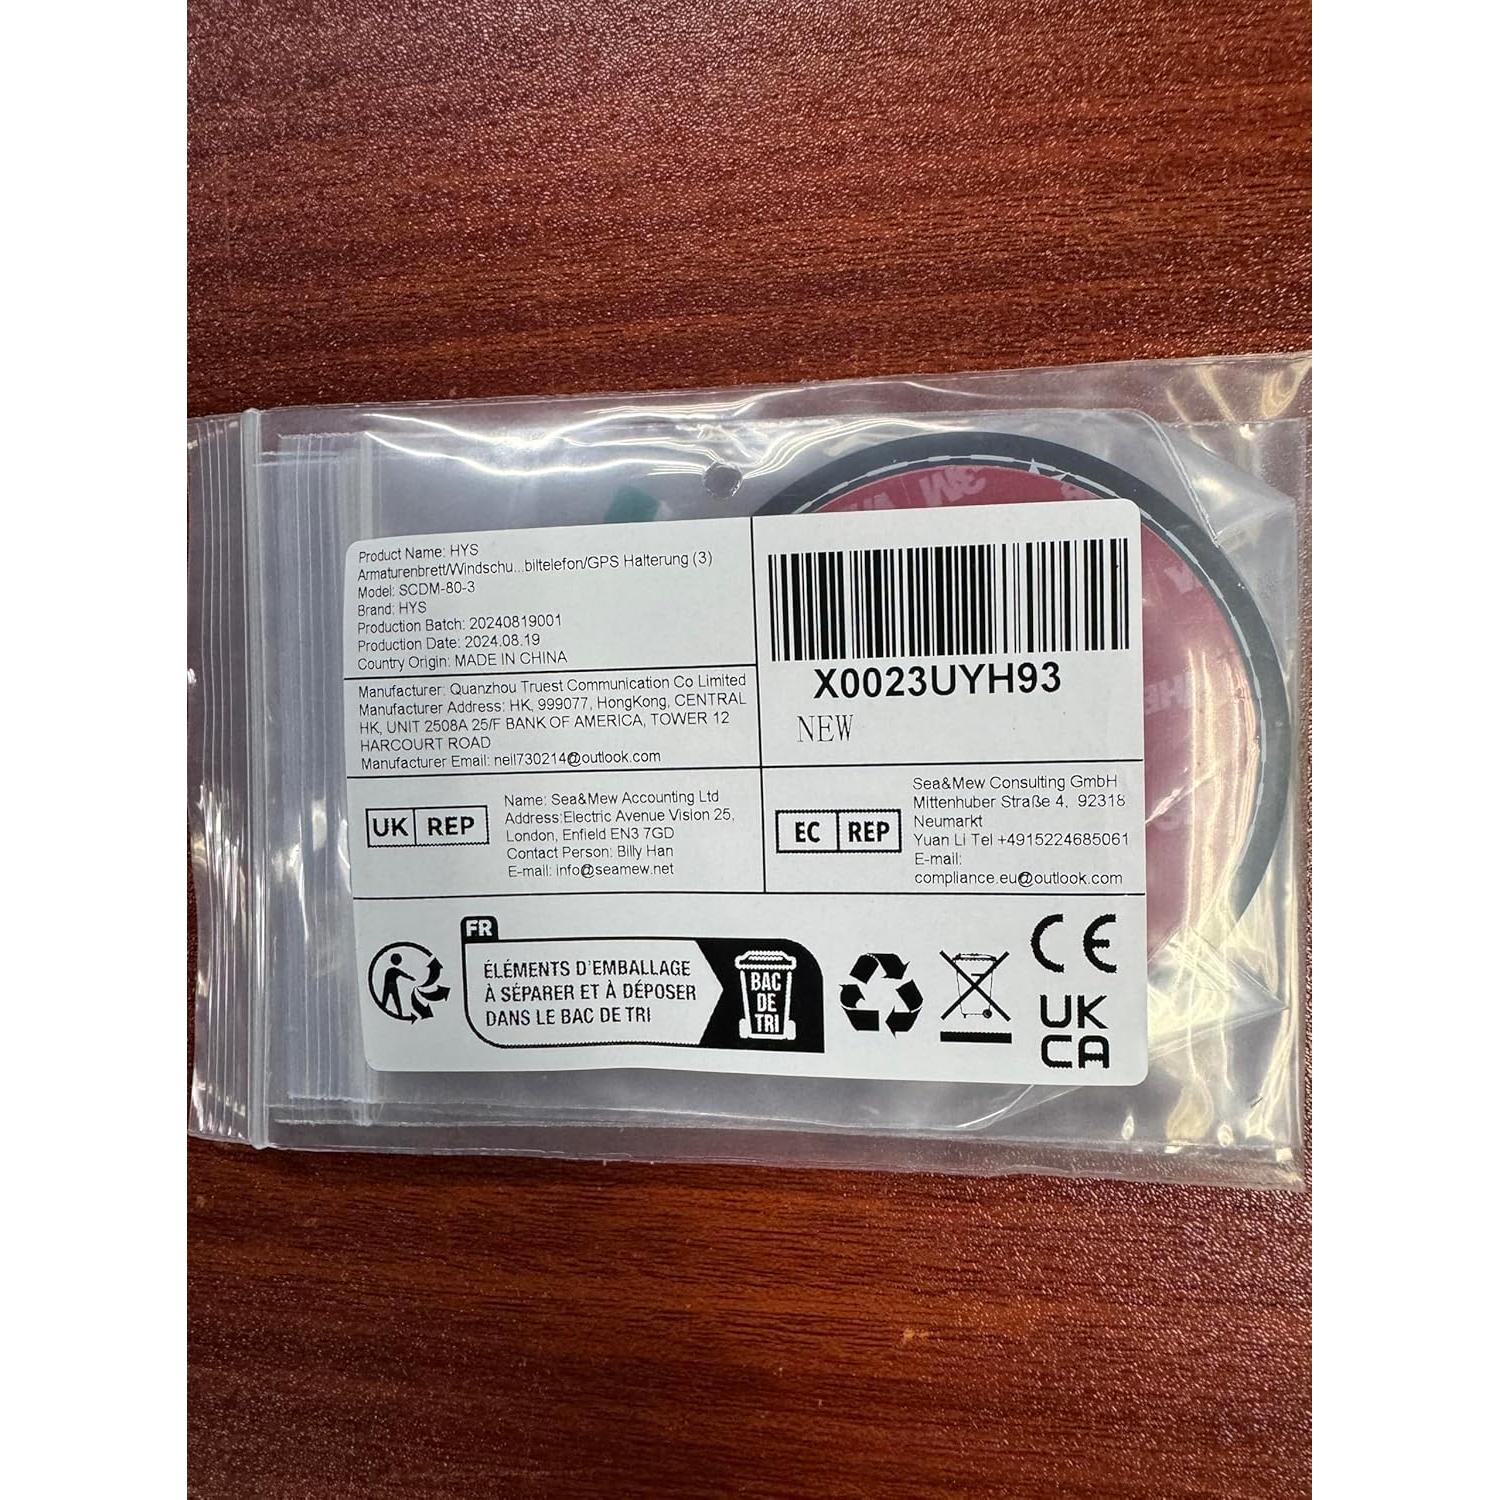 Product Name: HYS
Armaturenbrett/Windschu...biltelefon/GPS Halterung (3)
Model: SCDM-80-3
Brand: HYS
Production Batch: 20240819001
Production Date: 2024.08.19
Country Origin: MADE IN CHINA
Manufacturer: Quanzhou Truest Communication Co Limited
Manufacturer Address: HK, 999077, HongKong, CENTRAL
HK, UNIT 2508A 25/F BANK OF AMERICA, TOWER 12
HARCOURT ROAD
Manufacturer Email: nell730214@outlook.com
X0023UYH93
NEW
UK REP
Name: Sea&Mew Accounting Ltd
Address:Electric Avenue Vision 25,
London, Enfield EN3 7GD
Contact Person: Billy Han
E-mail: info@seamew.net
EC REP
Sea&Mew Consulting GmbH
Mittenhuber Straße 4, 92318
Neumarkt
Yuan Li Tel +4915224685061
E-mail:
compliance.eu@outlook.com
FR
ÉLÉMENTS D'EMBALLAGE
À SÉPARER ET À DÉPOSER
DANS LE BAC DE TRI
BAC
DE
TRI
CE
UK
CA
3M